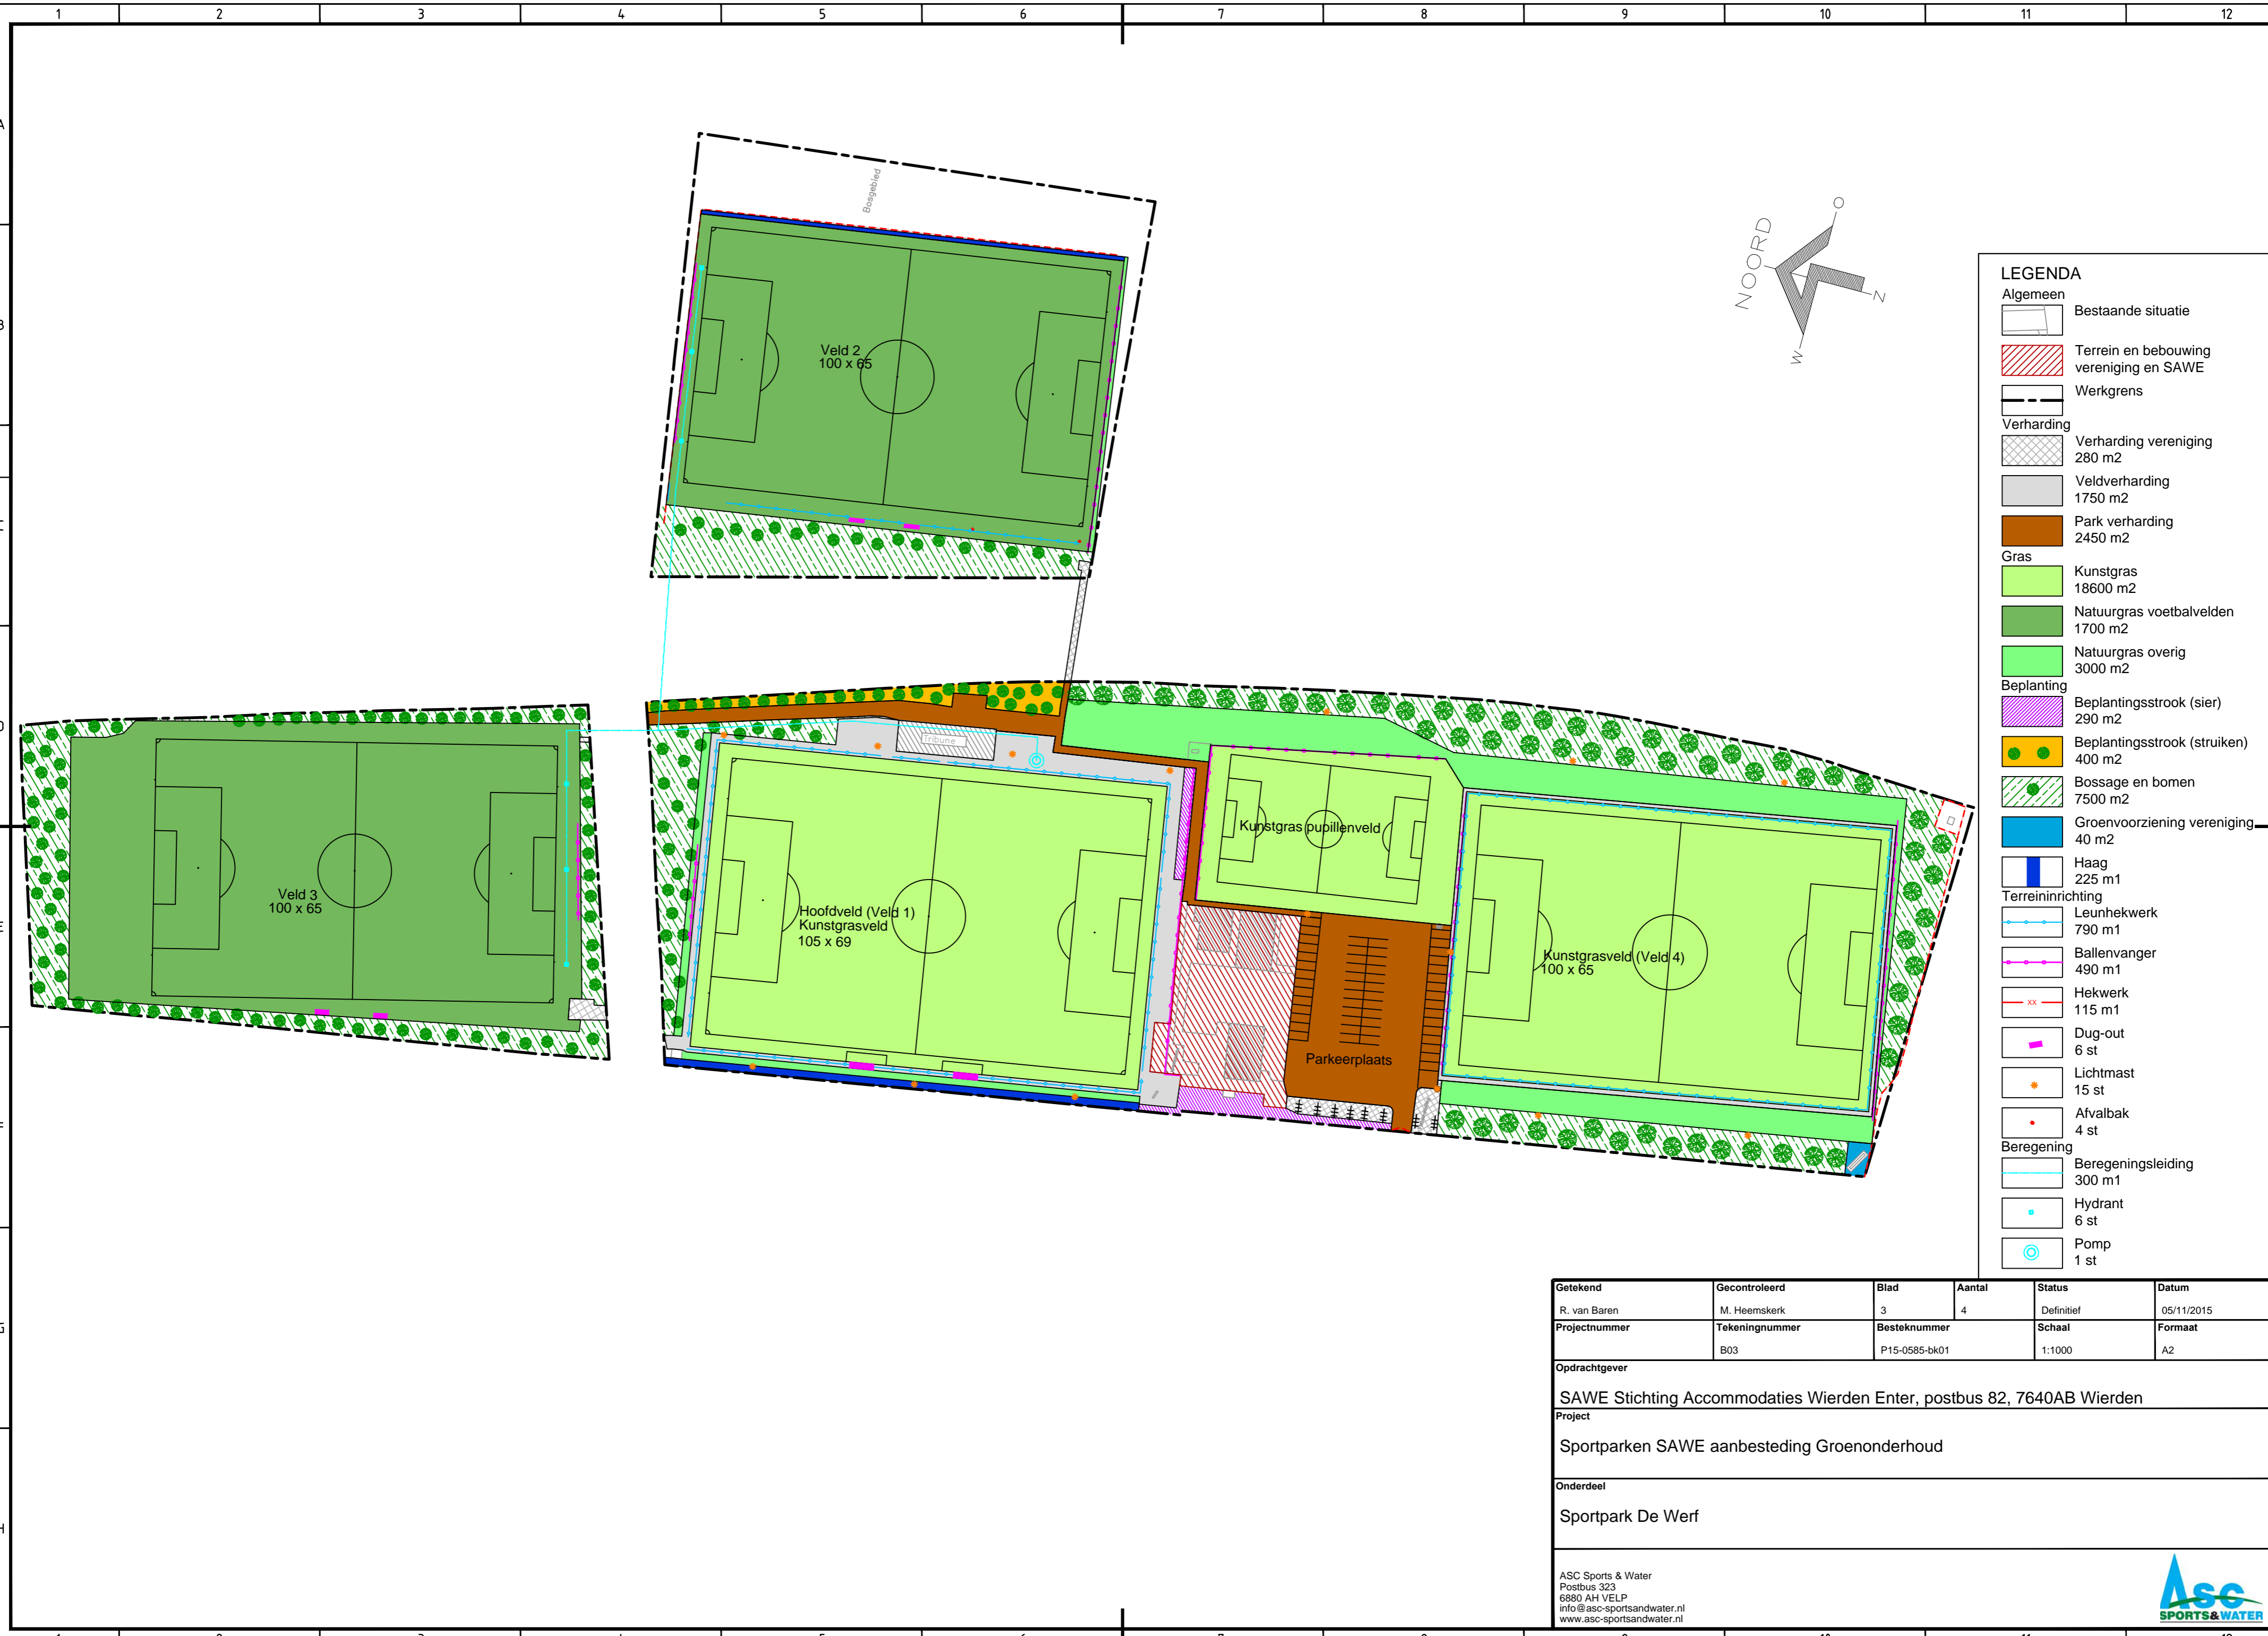 1 2 3 4 5 6 7 8 9 10 11 12
A
B
C
D
E
F
G
H
Bosgebied
Veld 2
100 x 65
NOORD
O
Z
W
Tribune
Veld 3
100 x 65
Hoofdveld (Veld 1)
Kunstgrasveld
105 x 69
Kunstgras pupillenveld
Kunstgrasveld (Veld 4)
100 x 65
Parkeerplaats
LEGENDA
Algemeen
Bestaande situatie
Terrein en bebouwing
vereniging en SAWE
Werkgrens
Verharding
Verharding vereniging
280 m2
Veldverharding
1750 m2
Park verharding
2450 m2
Gras
Kunstgras
18600 m2
Natuurgras voetbalvelden
1700 m2
Natuurgras overig
3000 m2
Beplanting
Beplantingsstrook (sier)
290 m2
Beplantingsstrook (struiken)
400 m2
Bossage en bomen
7500 m2
Groenvoorziening vereniging
40 m2
Haag
225 m1
Terreininrichting
Leunhekwerk
790 m1
Ballenvanger
490 m1
xx
Hekwerk
115 m1
Dug-out
6 st
Lichtmast
15 st
Afvalbak
4 st
Beregening
Beregeningsleiding
300 m1
Hydrant
6 st
Pomp
1 st
Getekend Gecontroleerd Blad Aantal Status Datum
R. van Baren M. Heemskerk 3 4 Definitief 05/11/2015
Projectnummer Tekeningnummer Besteknummer Schaal Formaat
B03 P15-0585-bk01 1:1000 A2
Opdrachtgever
SAWE Stichting Accommodaties Wierden Enter, postbus 82, 7640AB Wierden
Project
Sportparken SAWE aanbesteding Groenonderhoud
Onderdeel
Sportpark De Werf
ASC Sports & Water
Postbus 323
6880 AH VELP
info@asc-sportsandwater.nl
www.asc-sportsandwater.nl
Asc
SPORTS&WATER